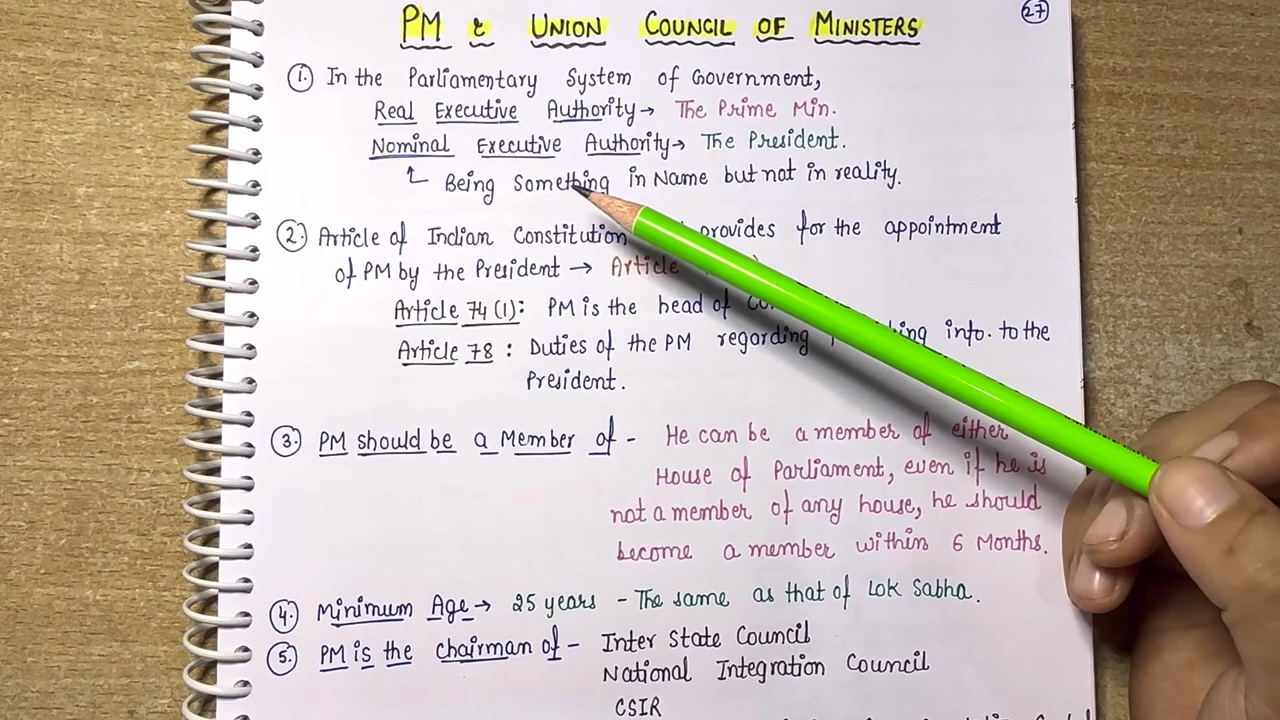 27
PM & UNION COUNCIL OF MINISTERS
1. In the Parliamentary System of Government,
Real Executive Authority → The Prime Min.
Nominal Executive Authority → The President.
Being Something in Name but not in reality.
2. Article of Indian Constitution provides for the appointment
of PM by the President → Article
Article 74 (1): PM is the head of
Article 78 : Duties of the PM regarding info. to the
President.
3. PM should be a Member of - He can be a member of either
House of Parliament, even if he is
not a member of any house, he should
become a member within 6 Months.
4. Minimum Age → 25 years - The same as that of Lok Sabha.
5. PM is the chairman of - Inter State Council
National Integration Council
CSIR